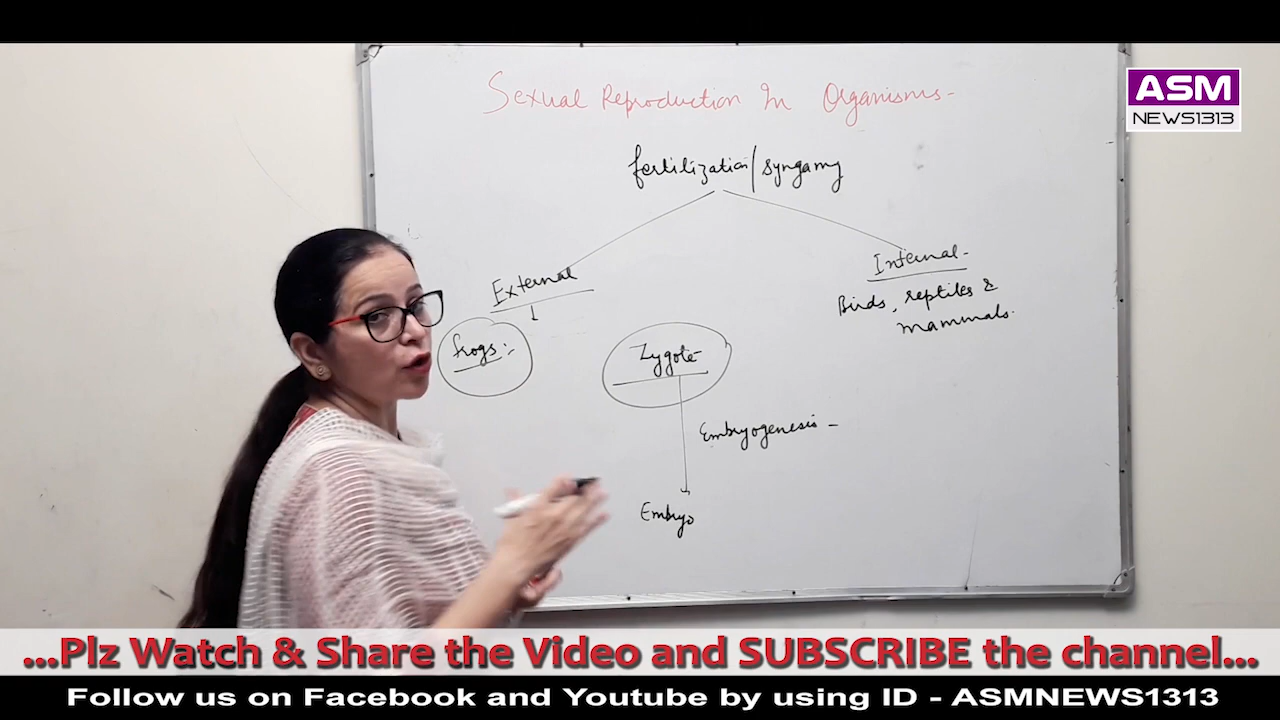 Sexual Reproduction In Organisms-
fertilization/syngamy
External
Internal-
Birds, reptiles &
mammals.
frogs:-
Zygote
Embryogenesis -
Embryo
ASM
NEWS1313
...Plz Watch & Share the Video and SUBSCRIBE the channel...
Follow us on Facebook and Youtube by using ID - ASMNEWS1313